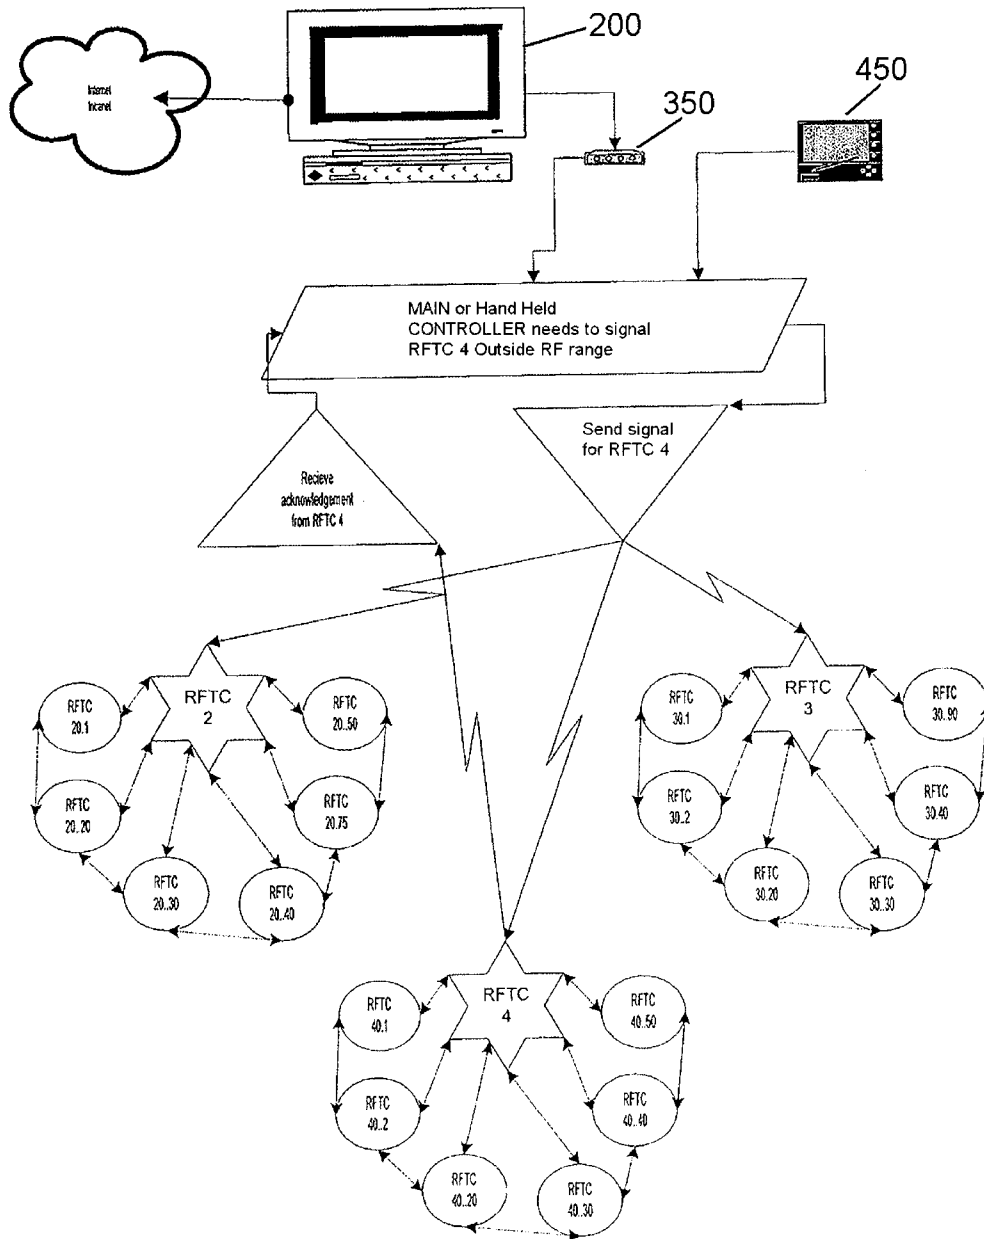 200
350
450
Internel
Intranel
MAIN or Hand Held
CONTROLLER needs to signal
RFTC 4 Outside RF range
Send signal
for RFTC 4
Recieve
acknowledgement
from RFTC 4
RFTC
2
RFTC
20.1
RFTC
20..50
RFTC
20..20
RFTC
20.75
RFTC
20..30
RFTC
20..40
RFTC
3
RFTC
30.1
RFTC
30..90
RFTC
30..2
RFTC
30.40
RFTC
30.20
RFTC
30..30
RFTC
4
RFTC
40.1
RFTC
40..50
RFTC
40..2
RFTC
40..40
RFTC
40..20
RFTC
40..30